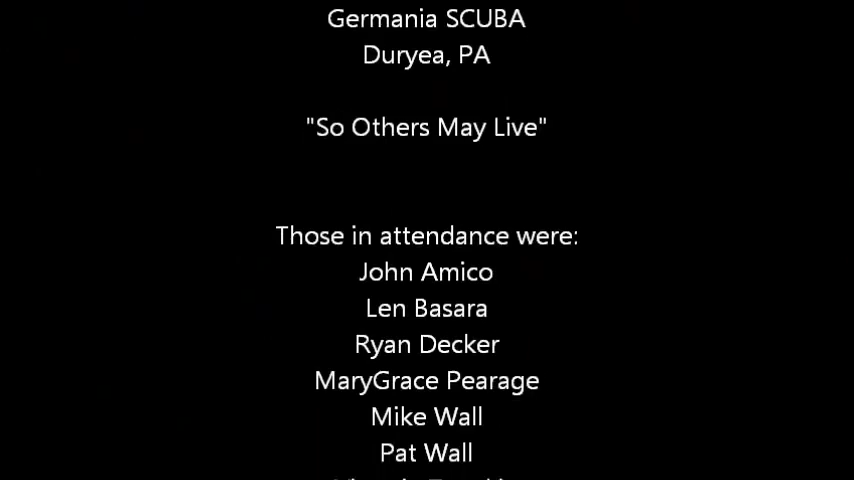 Germania SCUBA
Duryea, PA
"So Others May Live"
Those in attendance were:
John Amico
Len Basara
Ryan Decker
MaryGrace Pearage
Mike Wall
Pat Wall